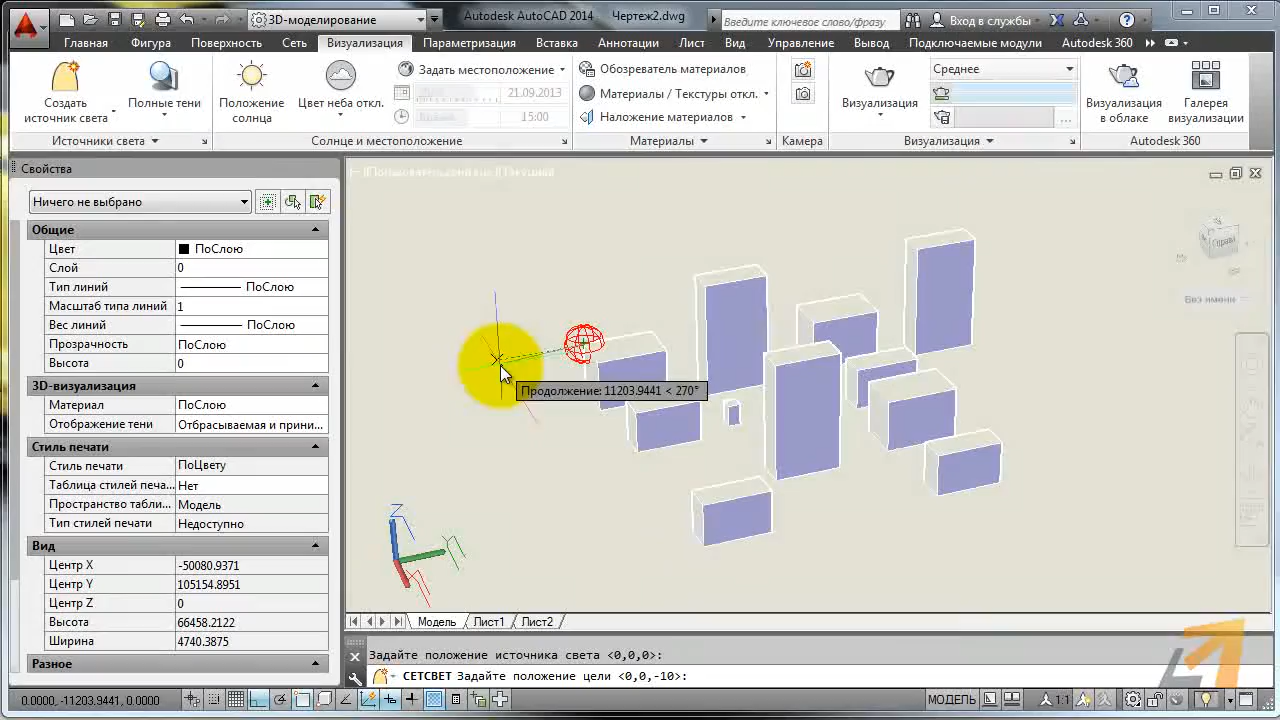 3D-моделирование
Autodesk AutoCAD 2014 Чертеж2.dwg
Введите ключевое слово/фразу
Вход в службы
Главная Фигура Поверхность Сеть Визуализация Параметризация Вставка Аннотации Лист Вид Управление Вывод Подключаемые модули Autodesk 360
Создать источник света
Полные тени
Положение солнца
Цвет неба откл.
Задать местоположение
21.09.2013
15:00
Обозреватель материалов
Материалы / Текстуры откл.
Наложение материалов
Визуализация
Среднее
Визуализация в облаке
Галерея визуализации
Источники света
Солнце и местоположение
Материалы
Камера
Визуализация
Autodesk 360
Свойства
Ничего не выбрано
Общие
Цвет ПоСлою
Слой 0
Тип линий ПоСлою
Масштаб типа линий 1
Вес линий ПоСлою
Прозрачность ПоСлою
Высота 0
3D-визуализация
Материал ПоСлою
Отображение тени Отбрасываемая и прини...
Стиль печати
Стиль печати ПоЦвету
Таблица стилей печа... Нет
Пространство табли... Модель
Тип стилей печати Недоступно
Вид
Центр X -50080.9371
Центр Y 105154.8951
Центр Z 0
Высота 66458.2122
Ширина 4740.3875
Разное
Продолжение: 11203.9441 < 270°
Без имени
Z
Y
Модель Лист1 Лист2
Задайте положение источника света <0,0,0>:
СЕТСВЕТ Задайте положение цели <0,0,-10>:
0.0000, -11203.9441, 0.0000
МОДЕЛЬ
1:1